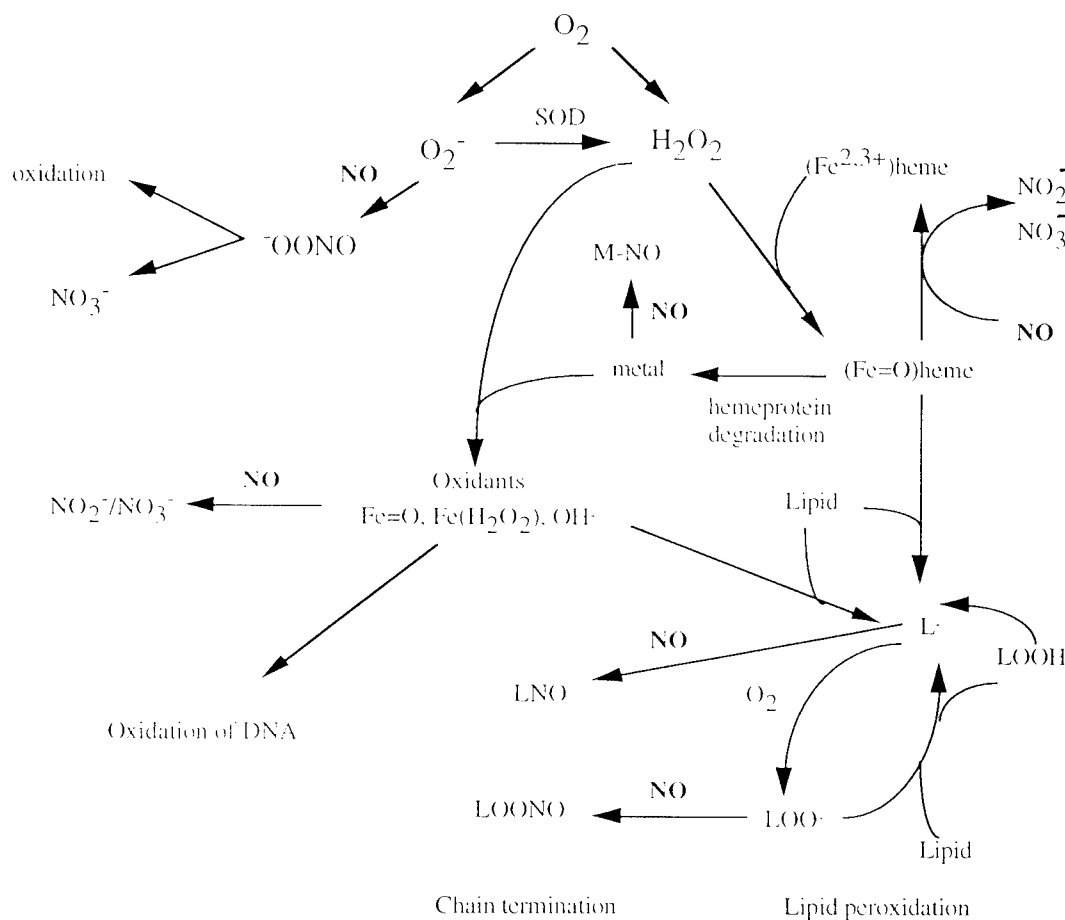 O₂
SOD
O₂⁻
H₂O₂
oxidation
NO
(Fe²,³⁺)heme
NO₂⁻
⁻OONO
NO₃⁻
M-NO
NO₃⁻
NO
NO
metal
(Fe=O)heme
hemeprotein
degradation
Oxidants
NO
NO₂⁻/NO₃⁻
Fe=O, Fe(H₂O₂), OH·
Lipid
L·
NO
LOOH
LNO
O₂
Oxidation of DNA
NO
LOONO
LOO·
Lipid
Chain termination
Lipid peroxidation